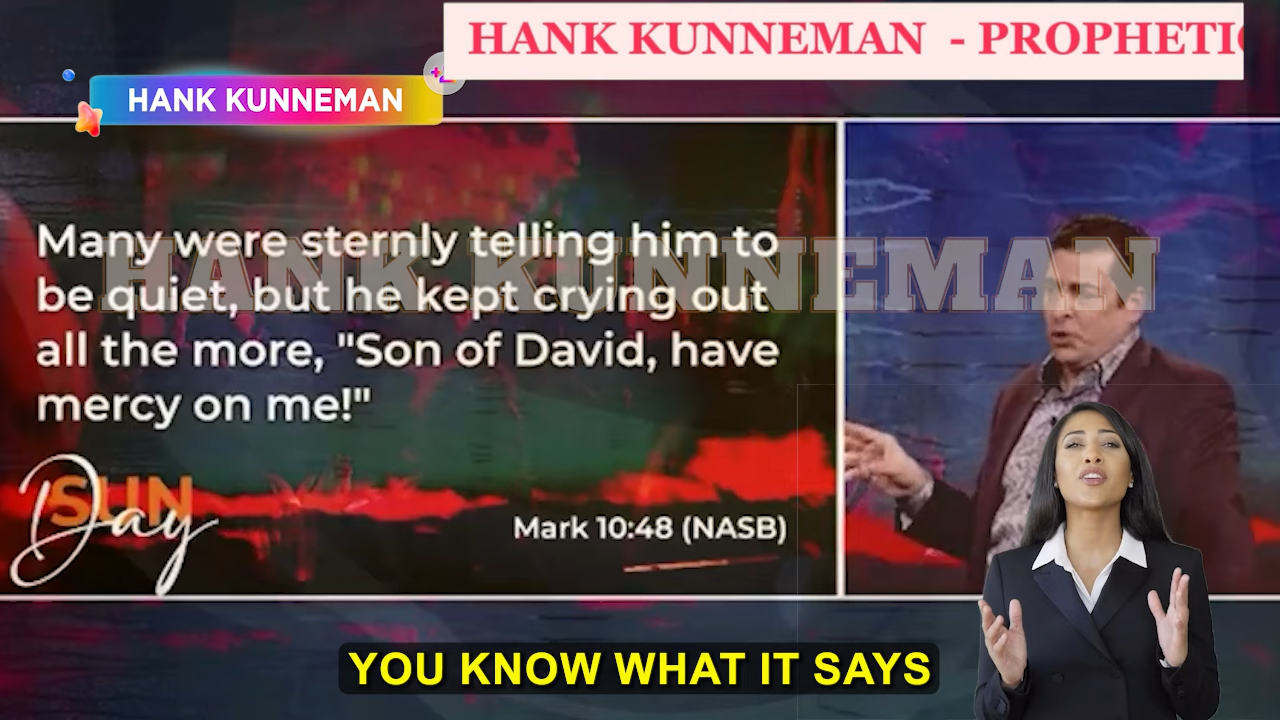 HANK KUNNEMAN - PROPHETI
HANK KUNNEMAN
HANK KUNNEMAN
Many were sternly telling him to
be quiet, but he kept crying out
all the more, "Son of David, have
mercy on me!"
SUN
Day
Mark 10:48 (NASB)
YOU KNOW WHAT IT SAYS